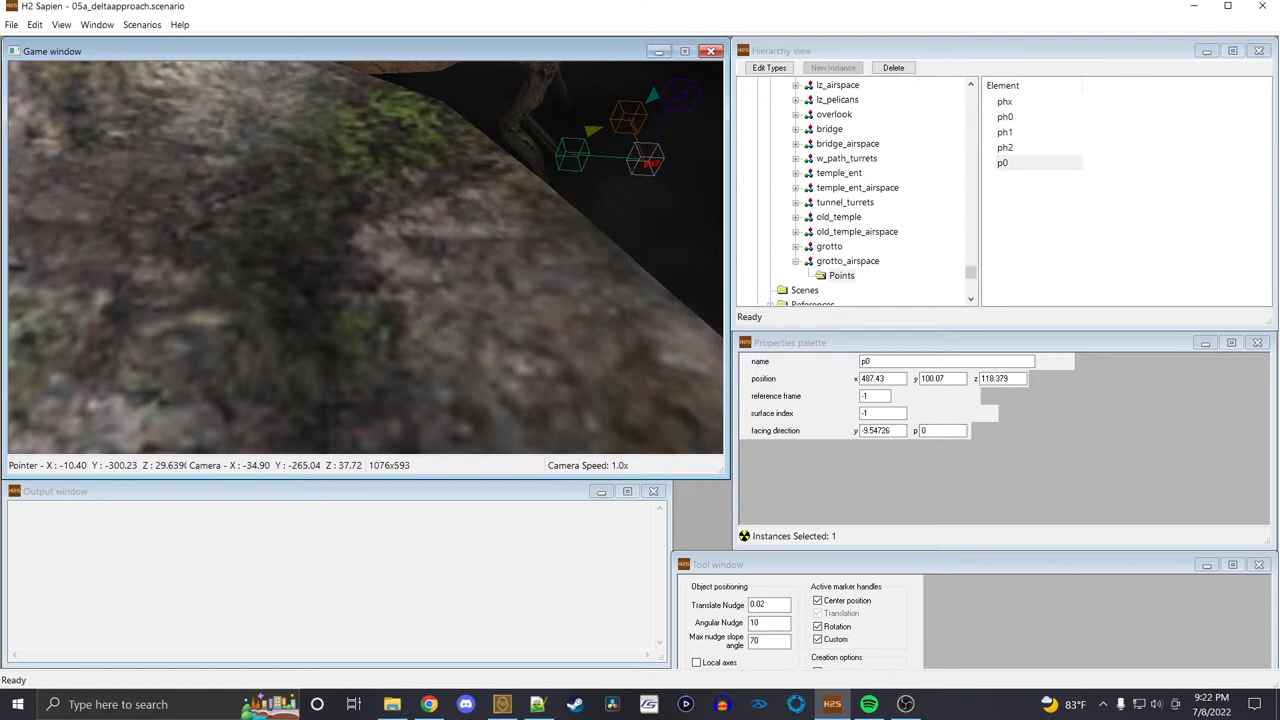 H2 Sapien - 05a_deltaapproach.scenario
File Edit View Window Scenarios Help
Game window
ph2
Pointer - X : -10.40 Y : -300.23 Z : 29.639( Camera - X : -34.90 Y : -265.04 Z : 37.72 1076x593 Camera Speed: 1.0x
Output window
Hierarchy view
Edit Types New Instance Delete
lz_airspace
lz_pelicans
overlook
bridge
bridge_airspace
w_path_turrets
temple_ent
temple_ent_airspace
tunnel_turrets
old_temple
old_temple_airspace
grotto
grotto_airspace
Points
Scenes
References
Element
phx
ph0
ph1
ph2
p0
Ready
Properties palette
name p0
position x 487.43 y 100.07 z 118.379
reference frame -1
surface index -1
facing direction y -9.54726 p 0
Instances Selected: 1
Tool window
Object positioning
Translate Nudge 0.02
Angular Nudge 10
Max nudge slope angle 70
Local axes
Active marker handles
Center position
Translation
Rotation
Custom
Creation options
Ready
Type here to search
83°F
9:22 PM
7/8/2022